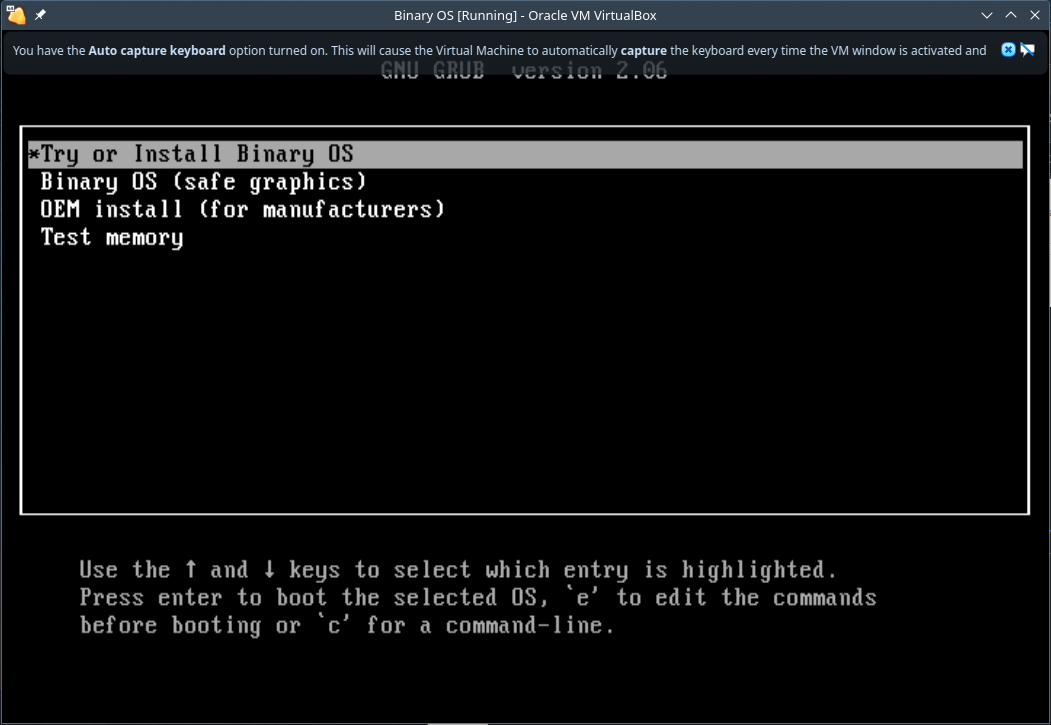 Binary OS [Running] - Oracle VM VirtualBox
You have the Auto capture keyboard option turned on. This will cause the Virtual Machine to automatically capture the keyboard every time the VM window is activated and
GNU GRUB version 2.06
*Try or Install Binary OS
Binary OS (safe graphics)
OEM install (for manufacturers)
Test memory
Use the ↑ and ↓ keys to select which entry is highlighted.
Press enter to boot the selected OS, `e' to edit the commands
before booting or `c' for a command-line.